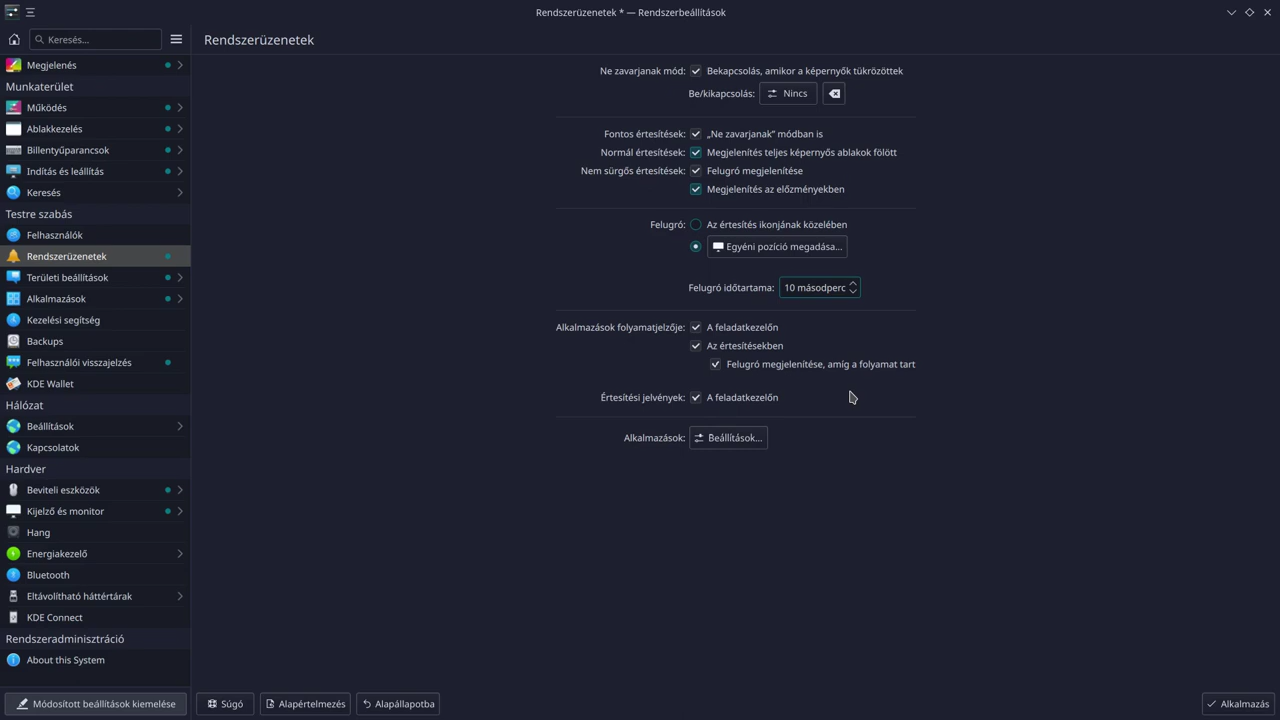 Rendszerüzenetek * — Rendszerbeállítások
Keresés...
Rendszerüzenetek
Megjelenés
Munkaterület
Működés
Ablakkezelés
Billentyűparancsok
Indítás és leállítás
Keresés
Testre szabás
Felhasználók
Rendszerüzenetek
Területi beállítások
Alkalmazások
Kezelési segítség
Backups
Felhasználói visszajelzés
KDE Wallet
Hálózat
Beállítások
Kapcsolatok
Hardver
Beviteli eszközök
Kijelző és monitor
Hang
Energiakezelő
Bluetooth
Eltávolítható háttértárak
KDE Connect
Rendszeradminisztráció
About this System
Módosított beállítások kiemelése
Ne zavarjanak mód: Bekapcsolás, amikor a képernyők tükrözöttek
Be/kikapcsolás: Nincs
Fontos értesítések: „Ne zavarjanak” módban is
Normál értesítések: Megjelenítés teljes képernyős ablakok fölött
Nem sürgős értesítések: Felugró megjelenítése
Megjelenítés az előzményekben
Felugró: Az értesítés ikonjának közelében
Egyéni pozíció megadása...
Felugró időtartama: 10 másodperc
Alkalmazások folyamatjelzője: A feladatkezelőn
Az értesítésekben
Felugró megjelenítése, amíg a folyamat tart
Értesítési jelvények: A feladatkezelőn
Alkalmazások: Beállítások...
Súgó
Alapértelmezés
Alapállapotba
Alkalmazás